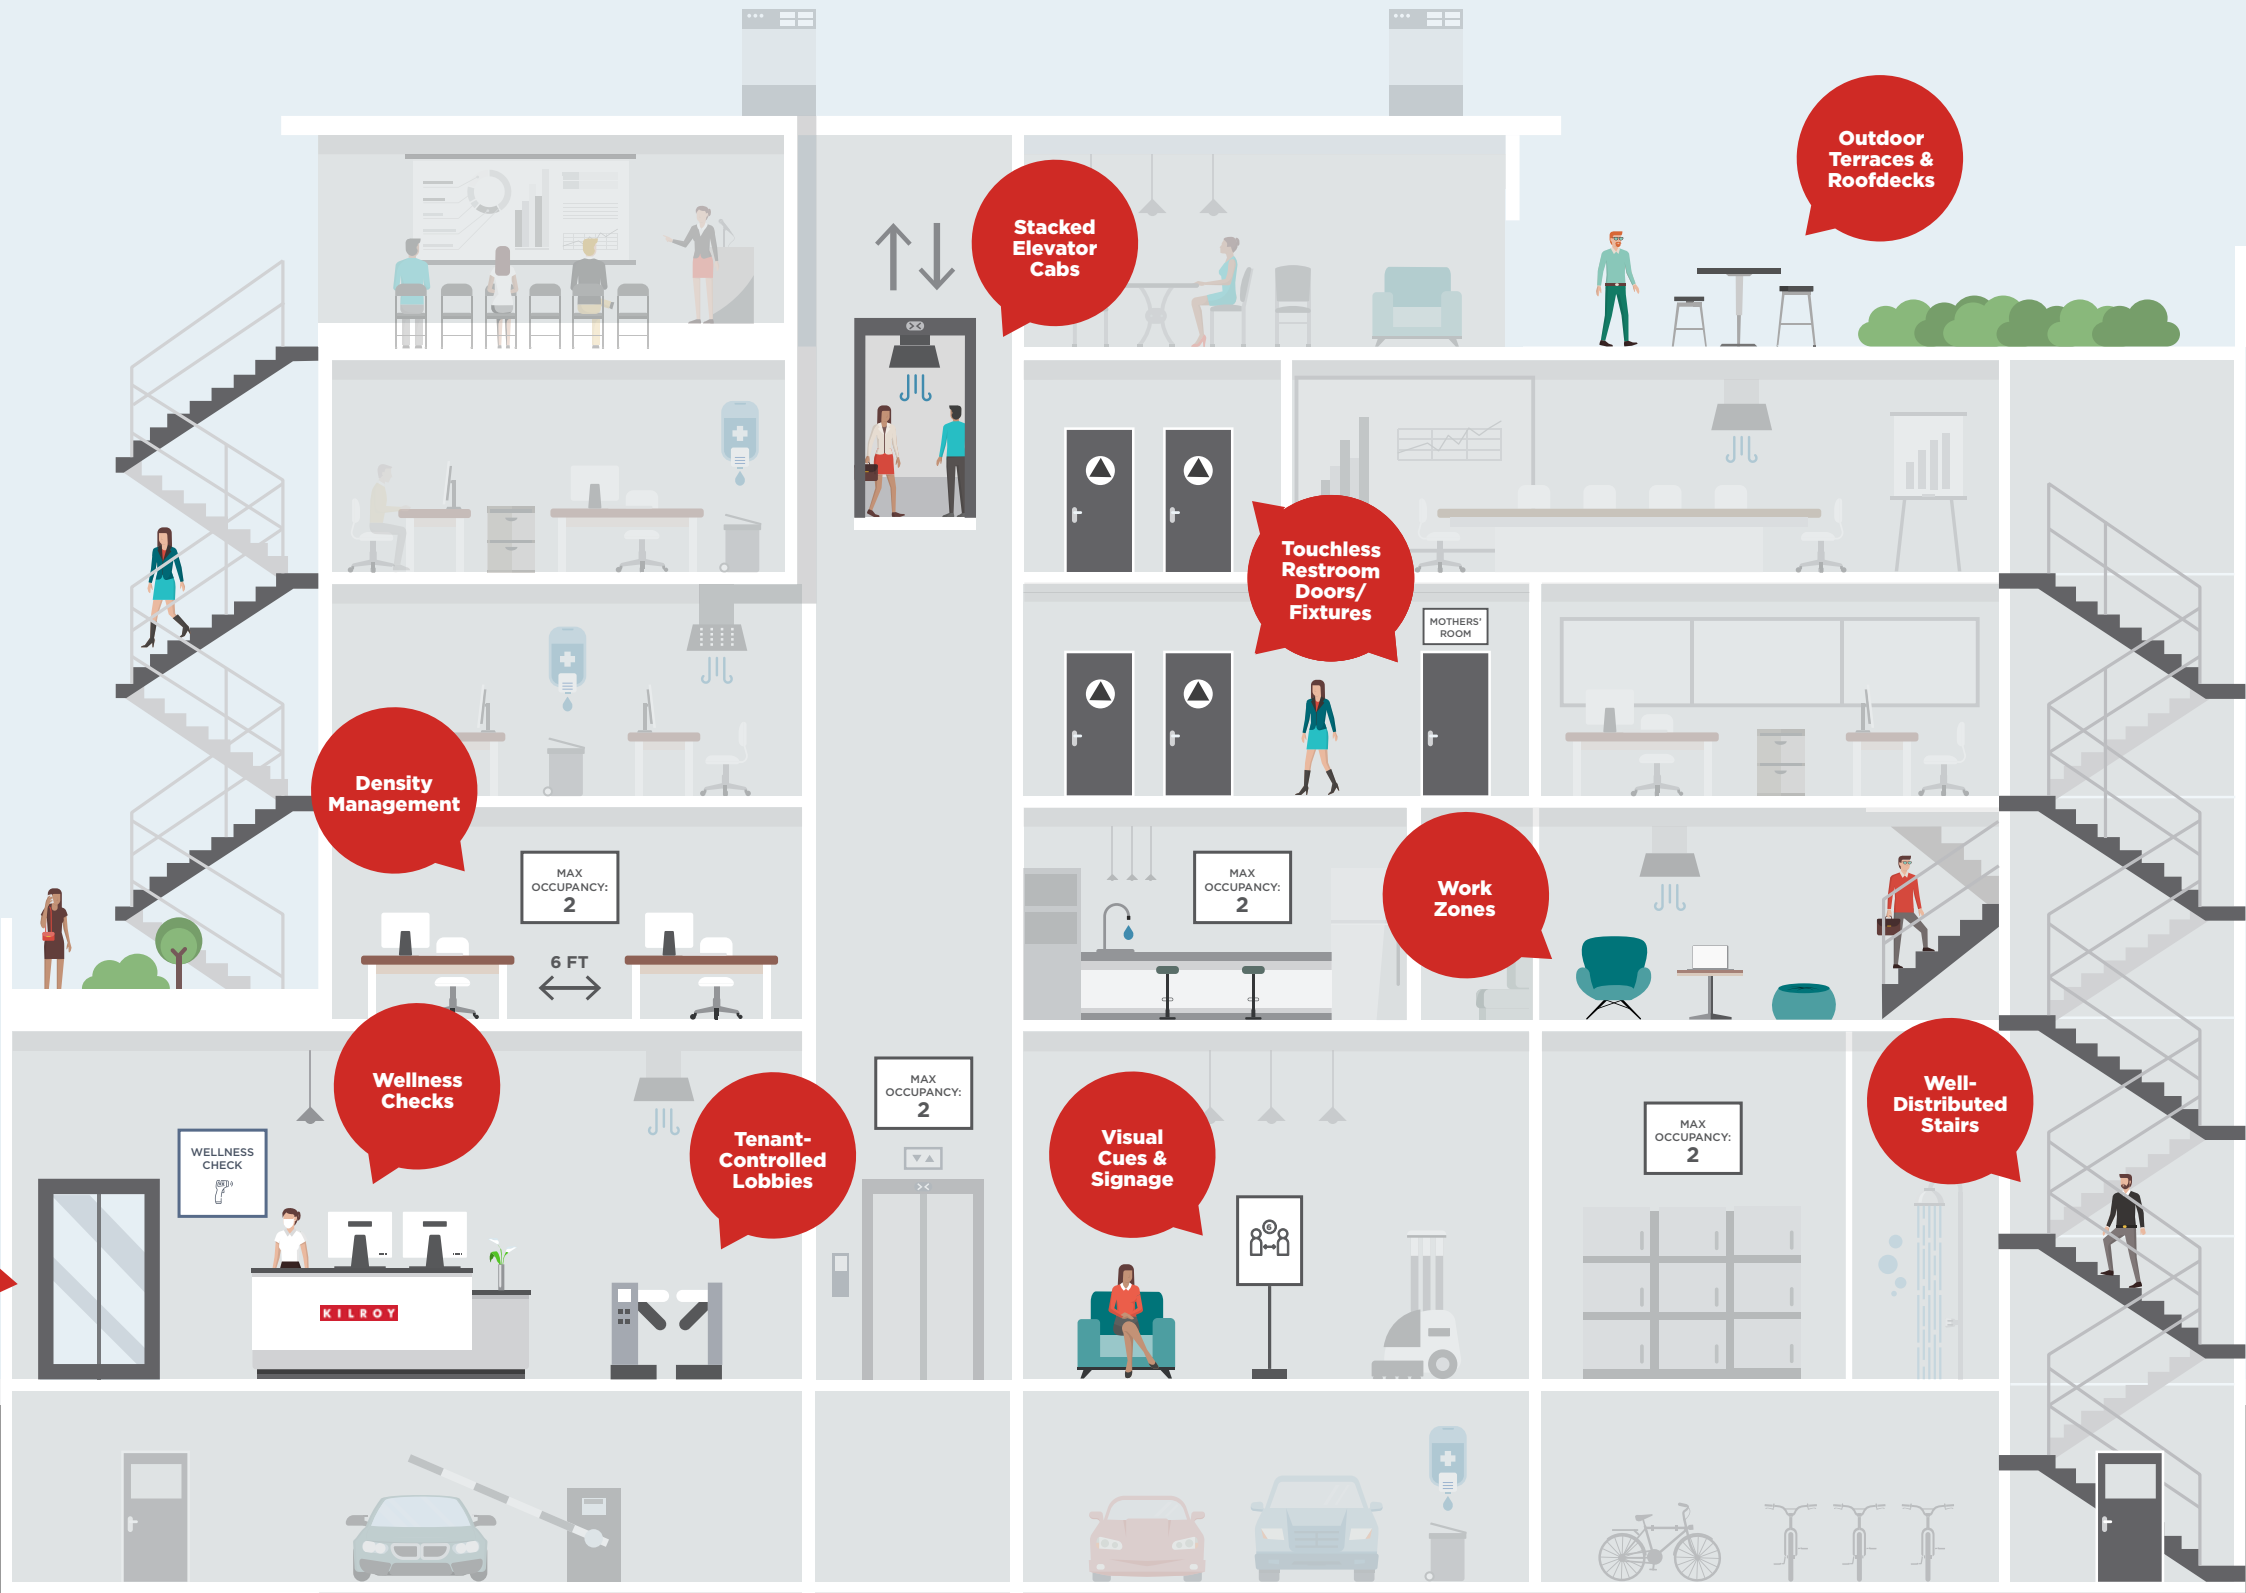 Outdoor
Terraces &
Roofdecks
Stacked
Elevator
Cabs
Touchless
Restroom
Doors/
Fixtures
MOTHERS'
ROOM
Density
Management
MAX
OCCUPANCY:
2
6 FT
MAX
OCCUPANCY:
2
Work
Zones
Wellness
Checks
WELLNESS
CHECK
Tenant-
Controlled
Lobbies
MAX
OCCUPANCY:
2
Visual
Cues &
Signage
6
MAX
OCCUPANCY:
2
Well-
Distributed
Stairs
KILROY